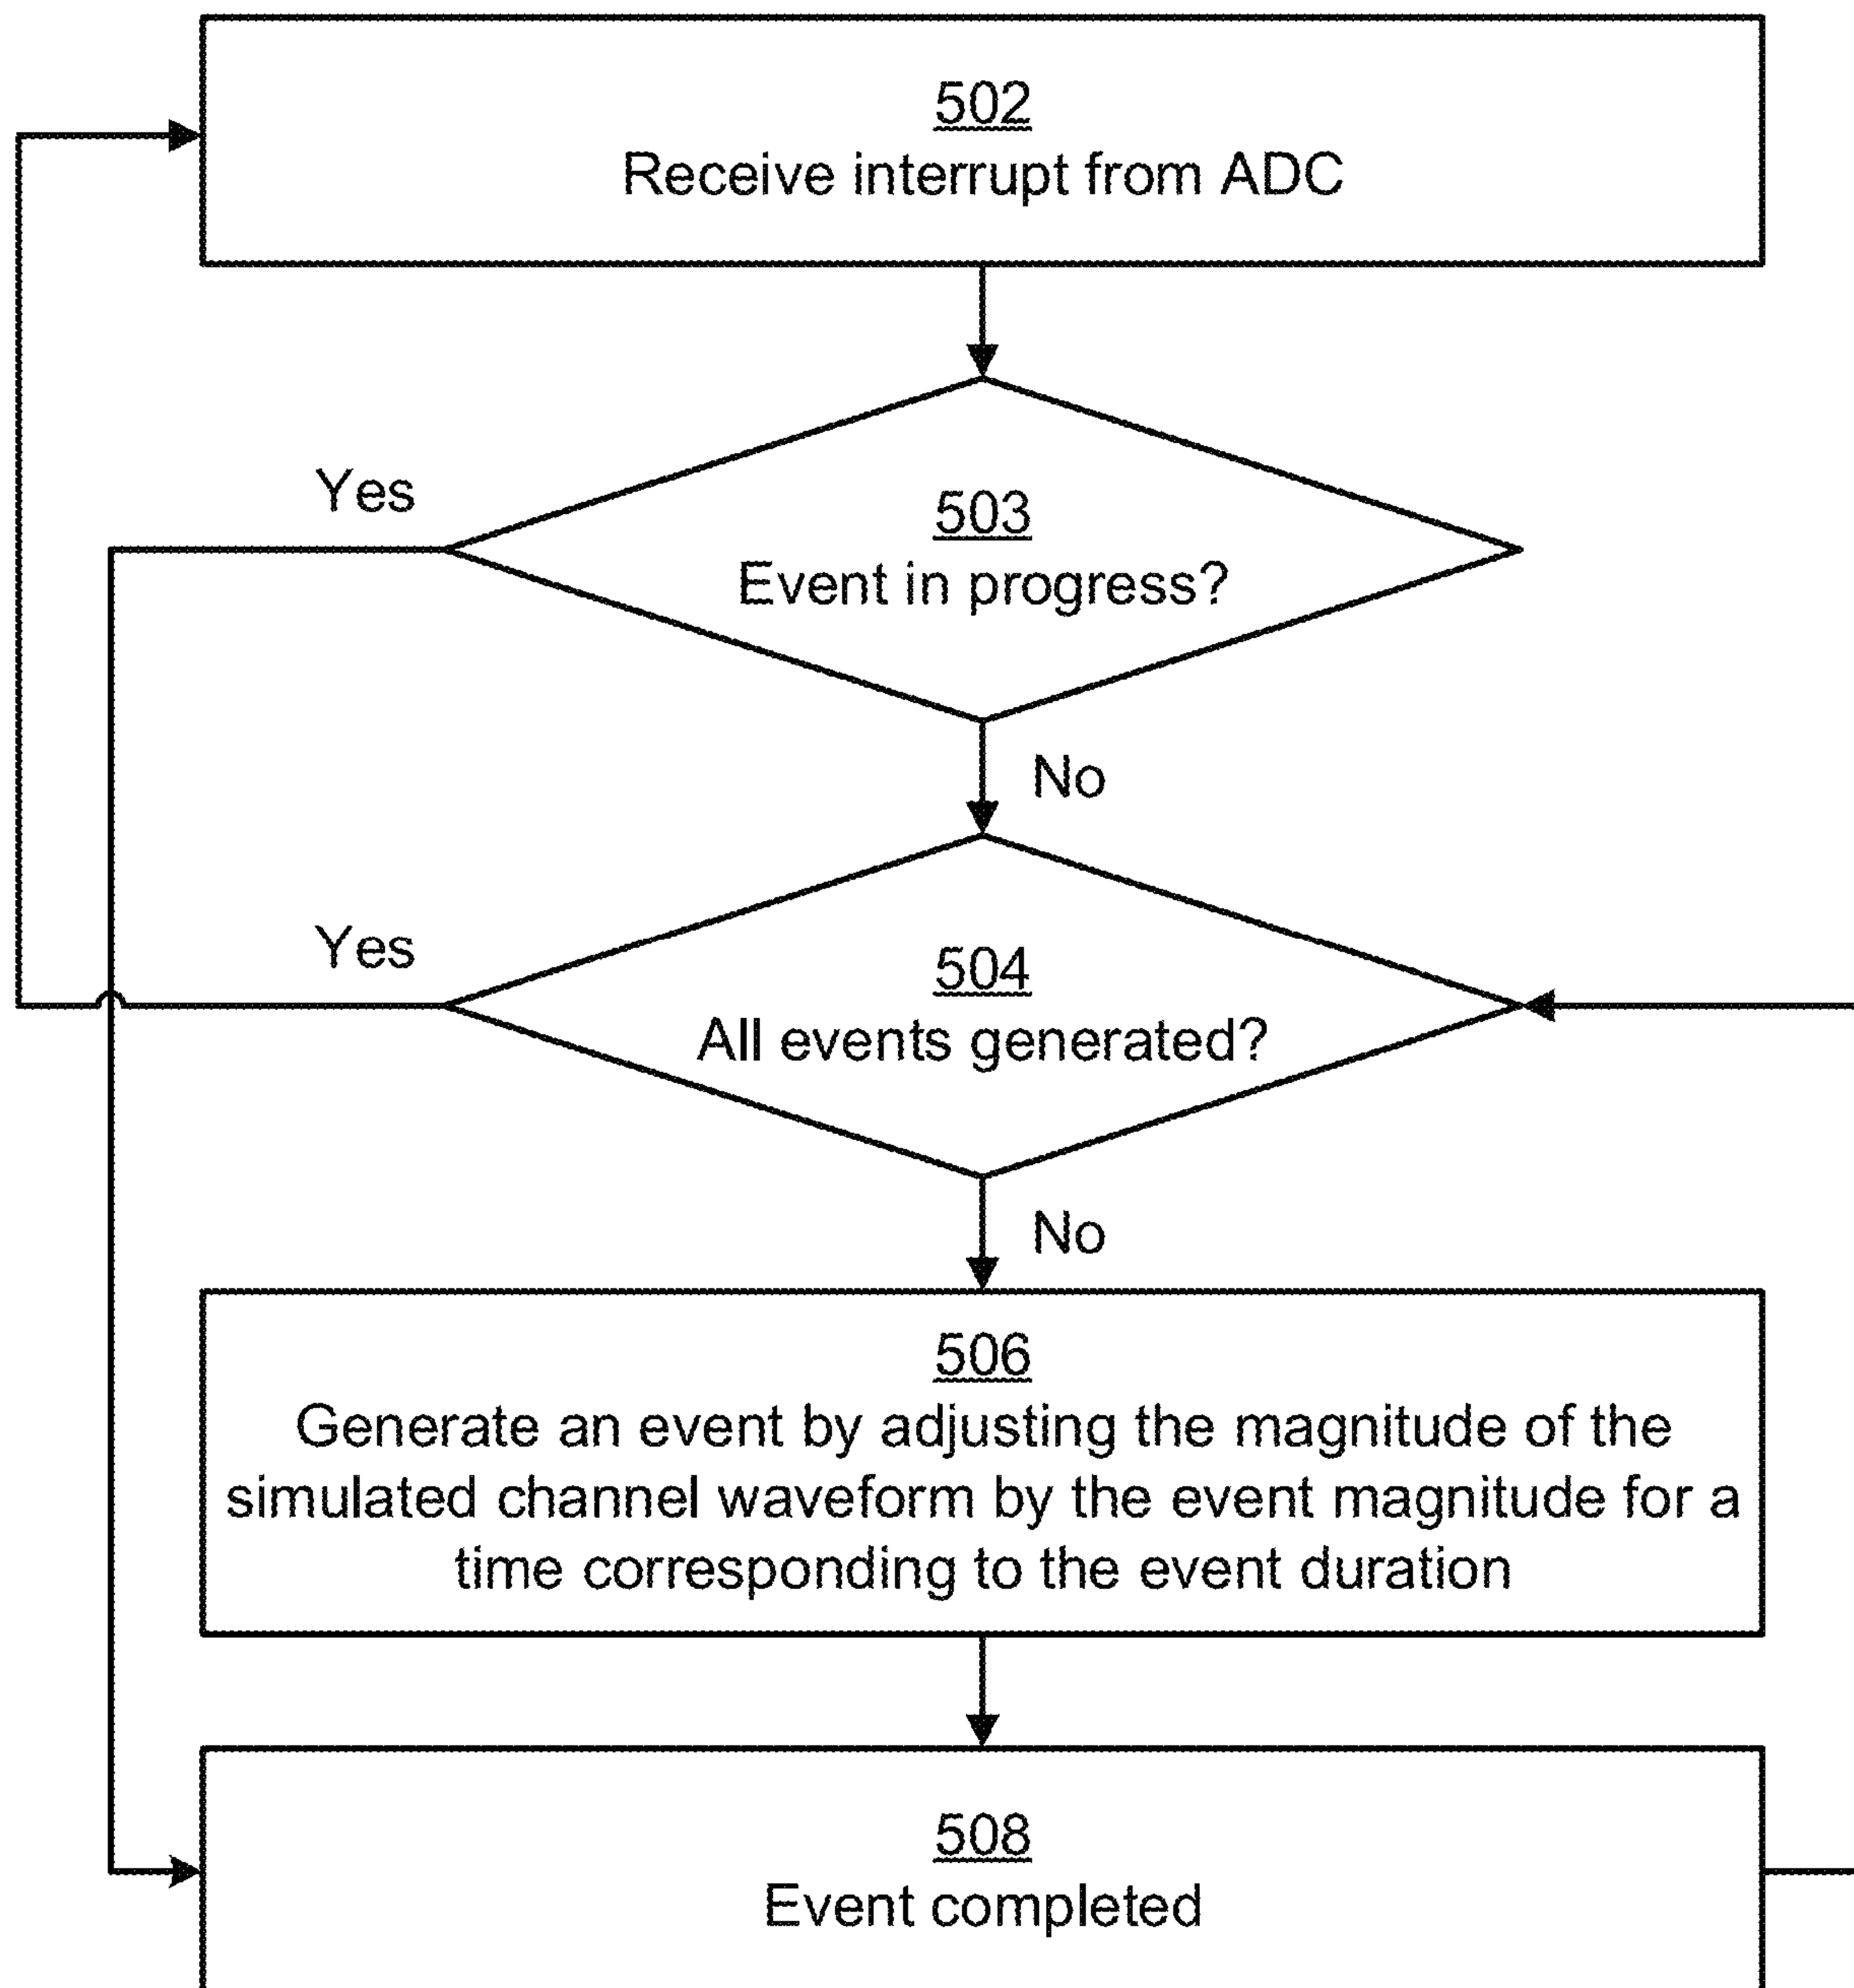 502
Receive interrupt from ADC
Yes
503
Event in progress?
No
Yes
504
All events generated?
No
506
Generate an event by adjusting the magnitude of the
simulated channel waveform by the event magnitude for a
time corresponding to the event duration
508
Event completed